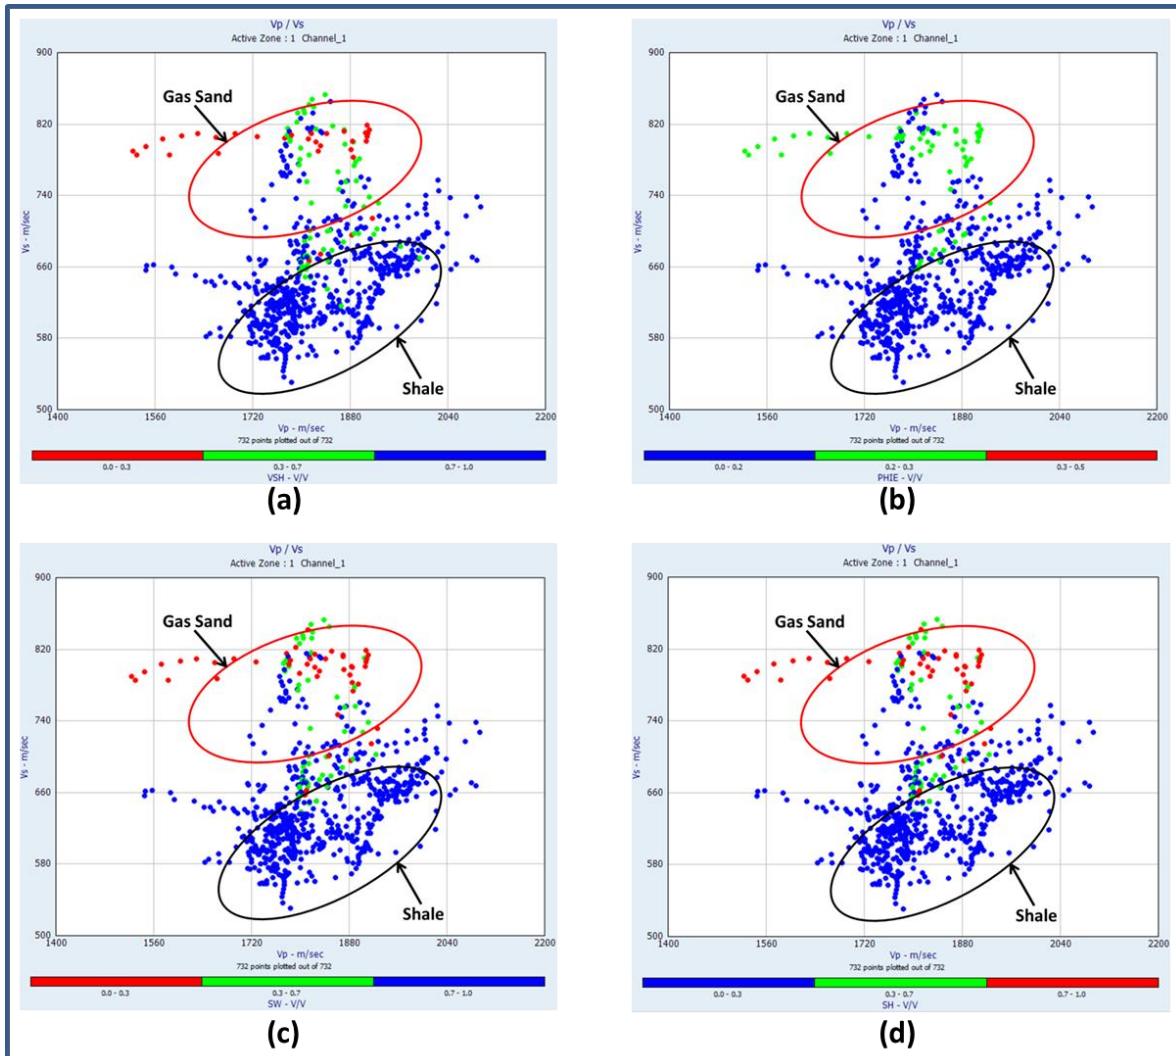 Vp / Vs
Active Zone : 1 Channel_1
900
820
740
660
580
500
Vs - m/sec
Gas Sand
Shale
1400 1560 1720 1880 2040 2200
Vp - m/sec
732 points plotted out of 732
0.0 - 0.3 0.3 - 0.7 0.7 - 1.0
VSH - V/V
(a)
Vp / Vs
Active Zone : 1 Channel_1
900
820
740
660
580
500
Vs - m/sec
Gas Sand
Shale
1400 1560 1720 1880 2040 2200
Vp - m/sec
732 points plotted out of 732
0.0 - 0.2 0.2 - 0.3 0.3 - 0.5
PHIE - V/V
(b)
Vp / Vs
Active Zone : 1 Channel_1
900
820
740
660
580
500
Vs - m/sec
Gas Sand
Shale
1400 1560 1720 1880 2040 2200
Vp - m/sec
732 points plotted out of 732
0.0 - 0.3 0.3 - 0.7 0.7 - 1.0
SW - V/V
(c)
Vp / Vs
Active Zone : 1 Channel_1
900
820
740
660
580
500
Vs - m/sec
Gas Sand
Shale
1400 1560 1720 1880 2040 2200
Vp - m/sec
732 points plotted out of 732
0.0 - 0.3 0.3 - 0.7 0.7 - 1.0
SH - V/V
(d)